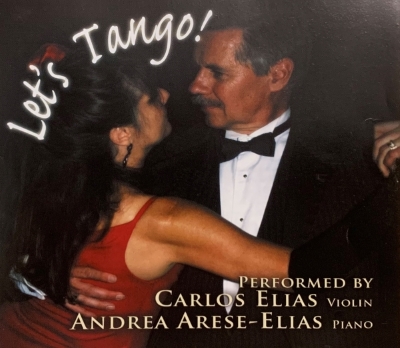 Let's Tango!
PERFORMED BY
CARLOS ELIAS VIOLIN
ANDREA ARESE-ELIAS PIANO